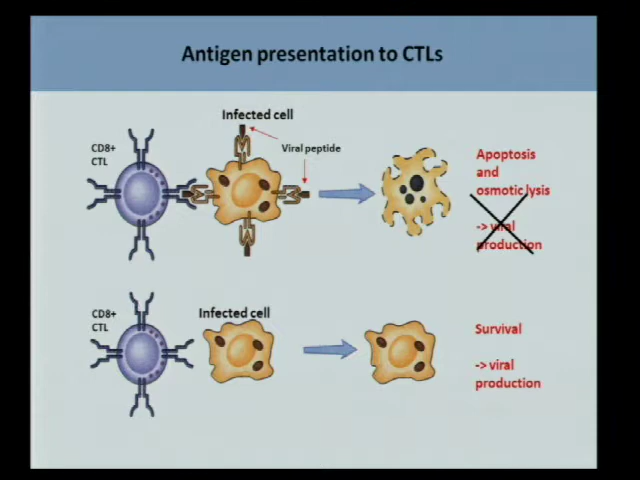 Antigen presentation to CTLs
Infected cell
CD8+
CTL
Viral peptide
Apoptosis
and
osmotic lysis
-> viral
production
CD8+
CTL
Infected cell
Survival
-> viral
production